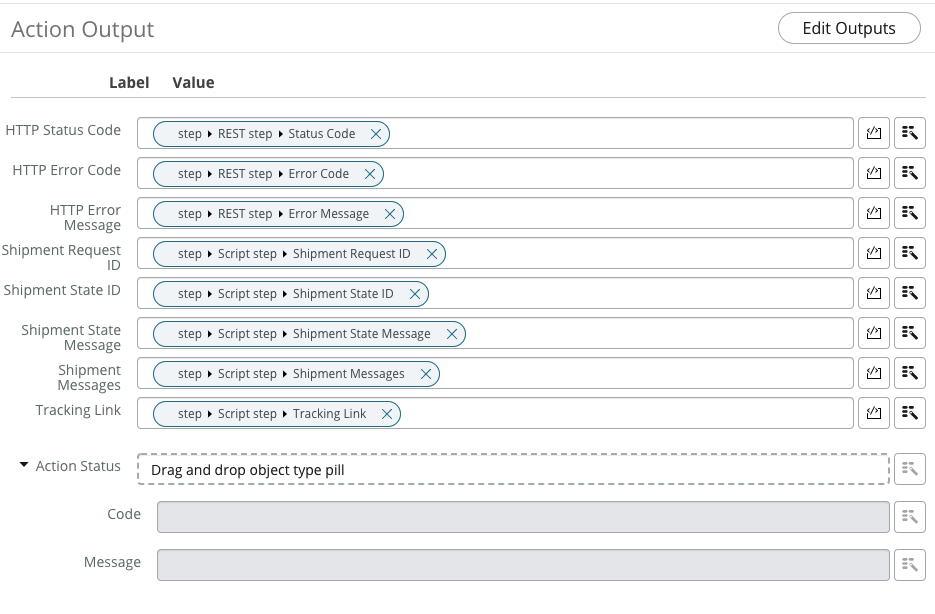 Action Output
Edit Outputs
Label Value
HTTP Status Code step REST step Status Code
HTTP Error Code step REST step Error Code
HTTP Error
Message
step REST step Error Message
Shipment Request
ID
step Script step Shipment Request ID
Shipment State ID step Script step Shipment State ID
Shipment State
Message
step Script step Shipment State Message
Shipment
Messages
step Script step Shipment Messages
Tracking Link step Script step Tracking Link
Action Status Drag and drop object type pill
Code
Message